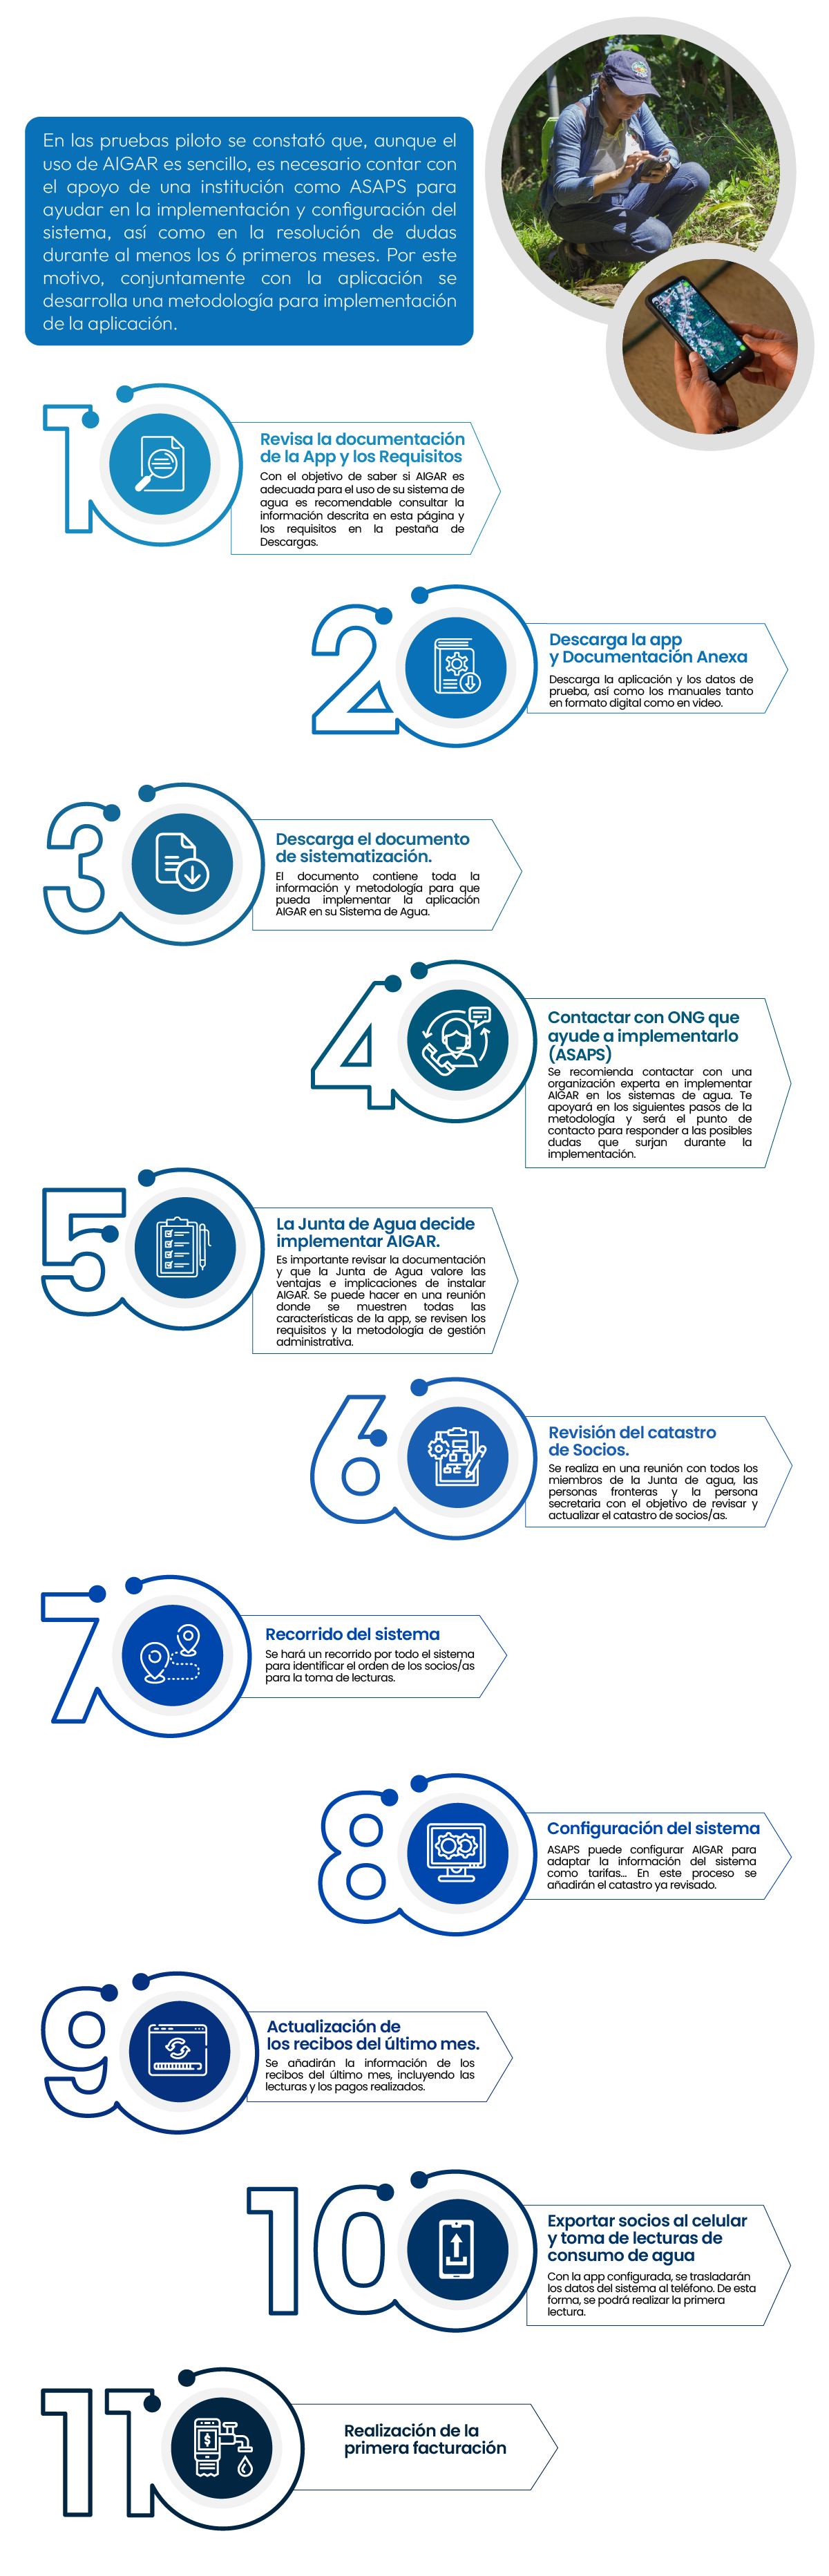 En las pruebas piloto se constató que, aunque el
uso de AIGAR es sencillo, es necesario contar con
el apoyo de una institución como ASAPS para
ayudar en la implementación y configuración del
sistema, así como en la resolución de dudas
durante al menos los 6 primeros meses. Por este
motivo, conjuntamente con la aplicación se
desarrolla una metodología para implementación
de la aplicación.
1
Revisa la documentación
de la App y los Requisitos
Con el objetivo de saber si AIGAR es
adecuada para el uso de su sistema de
agua es recomendable consultar la
información descrita en esta página y
los requisitos en la pestaña de
Descargas.
2
Descarga la app
y Documentación Anexa
Descarga la aplicación y los datos de
prueba, así como los manuales tanto
en formato digital como en video.
3
Descarga el documento
de sistematización.
El documento contiene toda la
información y metodología para que
pueda implementar la aplicación
AIGAR en su Sistema de Agua.
4
Contactar con ONG que
ayude a implementarlo
(ASAPS)
Se recomienda contactar con una
organización experta en implementar
AIGAR en los sistemas de agua. Te
apoyará en los siguientes pasos de la
metodología y será el punto de
contacto para responder a las posibles
dudas que surjan durante la
implementación.
5
La Junta de Agua decide
implementar AIGAR.
Es importante revisar la documentación
y que la Junta de Agua valore las
ventajas e implicaciones de instalar
AIGAR. Se puede hacer en una reunión
donde se muestren todas las
características de la app, se revisen los
requisitos y la metodología de gestión
administrativa.
6
Revisión del catastro
de Socios.
Se realiza en una reunión con todos los
miembros de la Junta de agua, las
personas fronteras y la persona
secretaria con el objetivo de revisar y
actualizar el catastro de socios/as.
7
Recorrido del sistema
Se hará un recorrido por todo el sistema
para identificar el orden de los socios/as
para la toma de lecturas.
8
Configuración del sistema
ASAPS puede configurar AIGAR para
adaptar la información del sistema
como tarifas... En este proceso se
añadirán el catastro ya revisado.
9
Actualización de
los recibos del último mes.
Se añadirán la información de los
recibos del último mes, incluyendo las
lecturas y los pagos realizados.
10
Exportar socios al celular
y toma de lecturas de
consumo de agua
Con la app configurada, se trasladarán
los datos del sistema al teléfono. De esta
forma, se podrá realizar la primera
lectura.
11
$
Realización de la
primera facturación